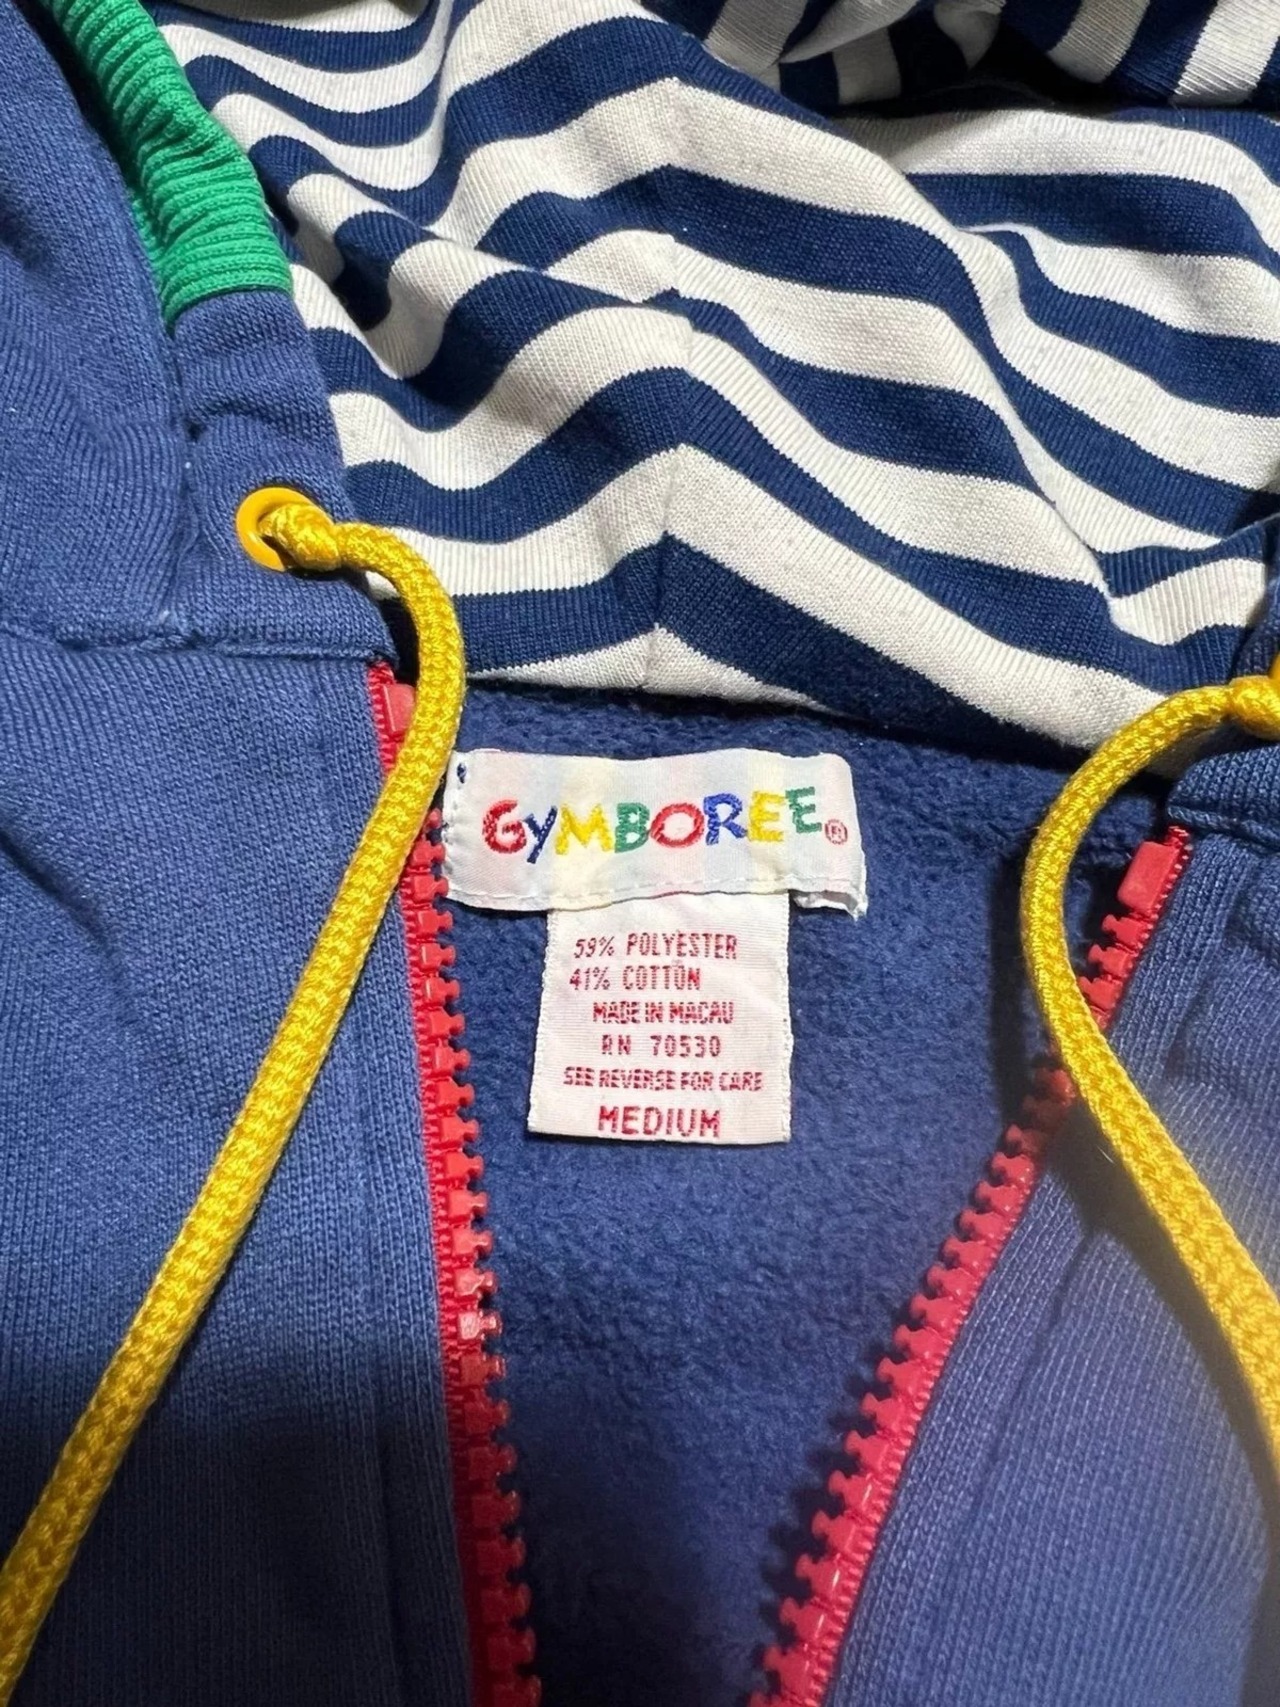 GyMBOREE®
59% POLYESTER
41% COTTON
MADE IN MACAU
RN 70530
SEE REVERSE FOR CARE
MEDIUM